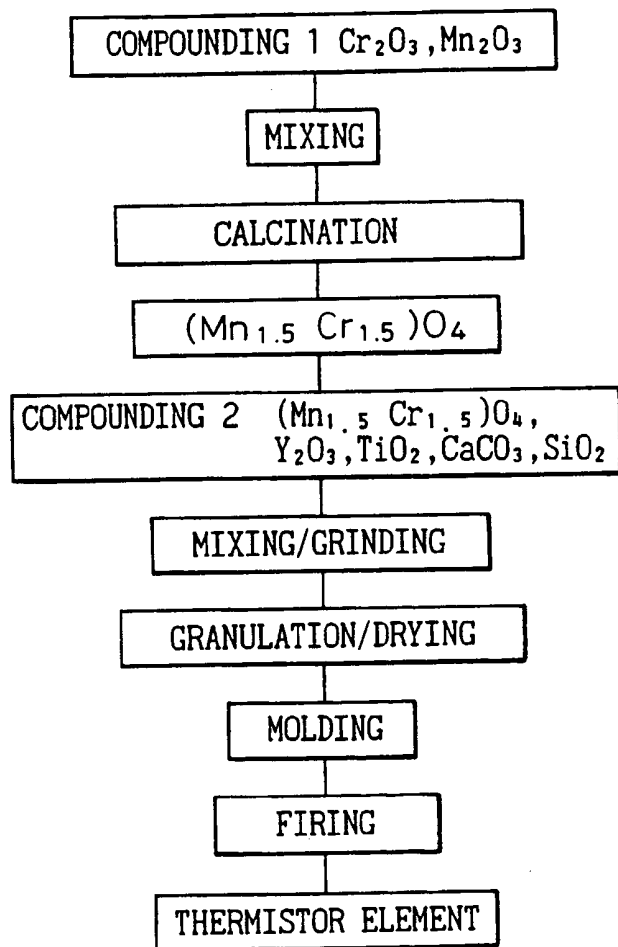 COMPOUNDING 1 Cr₂O₃,Mn₂O₃
MIXING
CALCINATION
(Mn₁.₅ Cr₁.₅)O₄
COMPOUNDING 2 (Mn₁.₅ Cr₁.₅)O₄,
Y₂O₃,TiO₂,CaCO₃,SiO₂
MIXING/GRINDING
GRANULATION/DRYING
MOLDING
FIRING
THERMISTOR ELEMENT